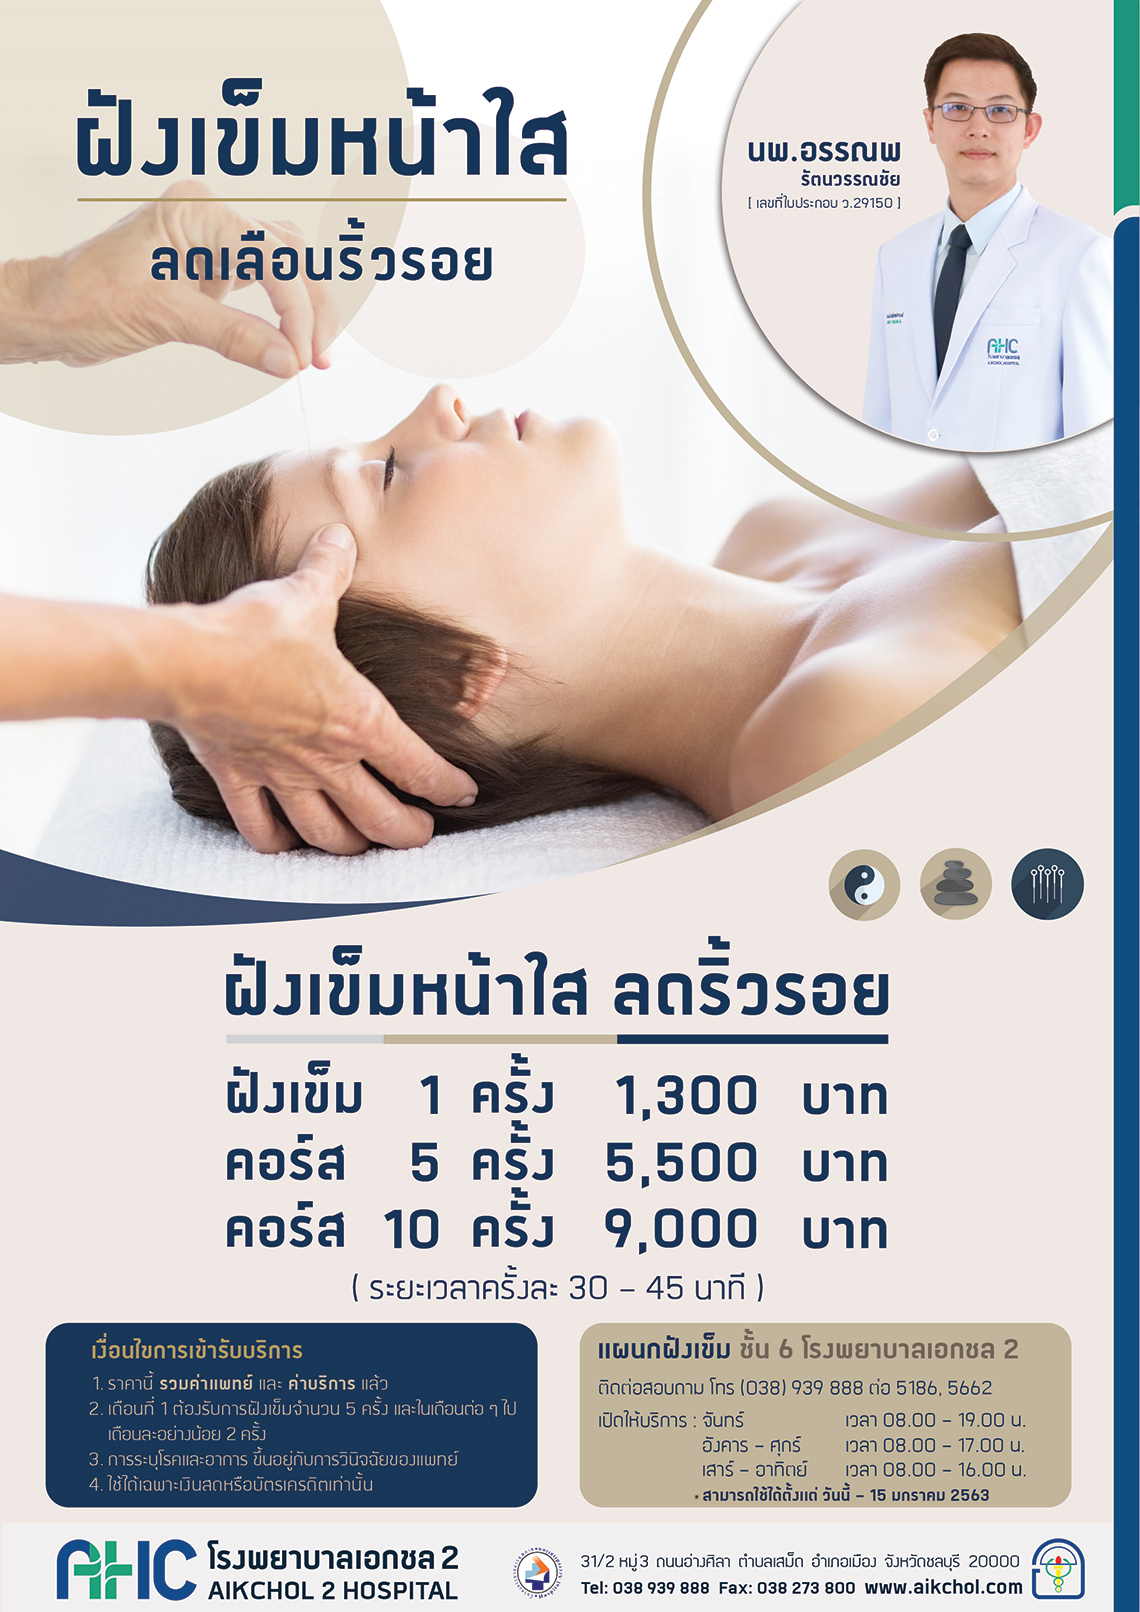 ฝังเข็มหน้าใส
ลดเลือนริ้วรอย
นพ.อรรณพ
รัตนวรรณชัย
[ เลขที่ใบประกอบ ว.29150 ]
AHC
โรงพยาบาลเอกชล
AIKCHOL HOSPITAL
ฝังเข็มหน้าใส ลดริ้วรอย
ฝังเข็ม 1 ครั้ง 1,300 บาท
คอร์ส 5 ครั้ง 5,500 บาท
คอร์ส 10 ครั้ง 9,000 บาท
( ระยะเวลาครั้งละ 30 – 45 นาที )
เงื่อนไขการเข้ารับบริการ
1. ราคานี้ รวมค่าแพทย์ และ ค่าบริการ แล้ว
2. เดือนที่ 1 ต้องรับการฝังเข็มจำนวน 5 ครั้ง และในเดือนต่อ ๆ ไป
เดือนละอย่างน้อย 2 ครั้ง
3. การระบุโรคและอาการ ขึ้นอยู่กับการวินิจฉัยของแพทย์
4. ใช้ได้เฉพาะเงินสดหรือบัตรเครดิตเท่านั้น
แผนกฝังเข็ม ชั้น 6 โรงพยาบาลเอกชล 2
ติดต่อสอบถาม โทร (038) 939 888 ต่อ 5186, 5662
เปิดให้บริการ : จันทร์ เวลา 08.00 – 19.00 น.
อังคาร – ศุกร์ เวลา 08.00 – 17.00 น.
เสาร์ – อาทิตย์ เวลา 08.00 – 16.00 น.
• สามารถใช้ได้ตั้งแต่ วันนี้ – 15 มกราคม 2563
AHC โรงพยาบาลเอกชล 2
AIKCHOL 2 HOSPITAL
31/2 หมู่ 3 ถนนอ่างศิลา ตำบลเสม็ด อำเภอเมือง จังหวัดชลบุรี 20000
Tel: 038 939 888 Fax: 038 273 800 www.aikchol.com